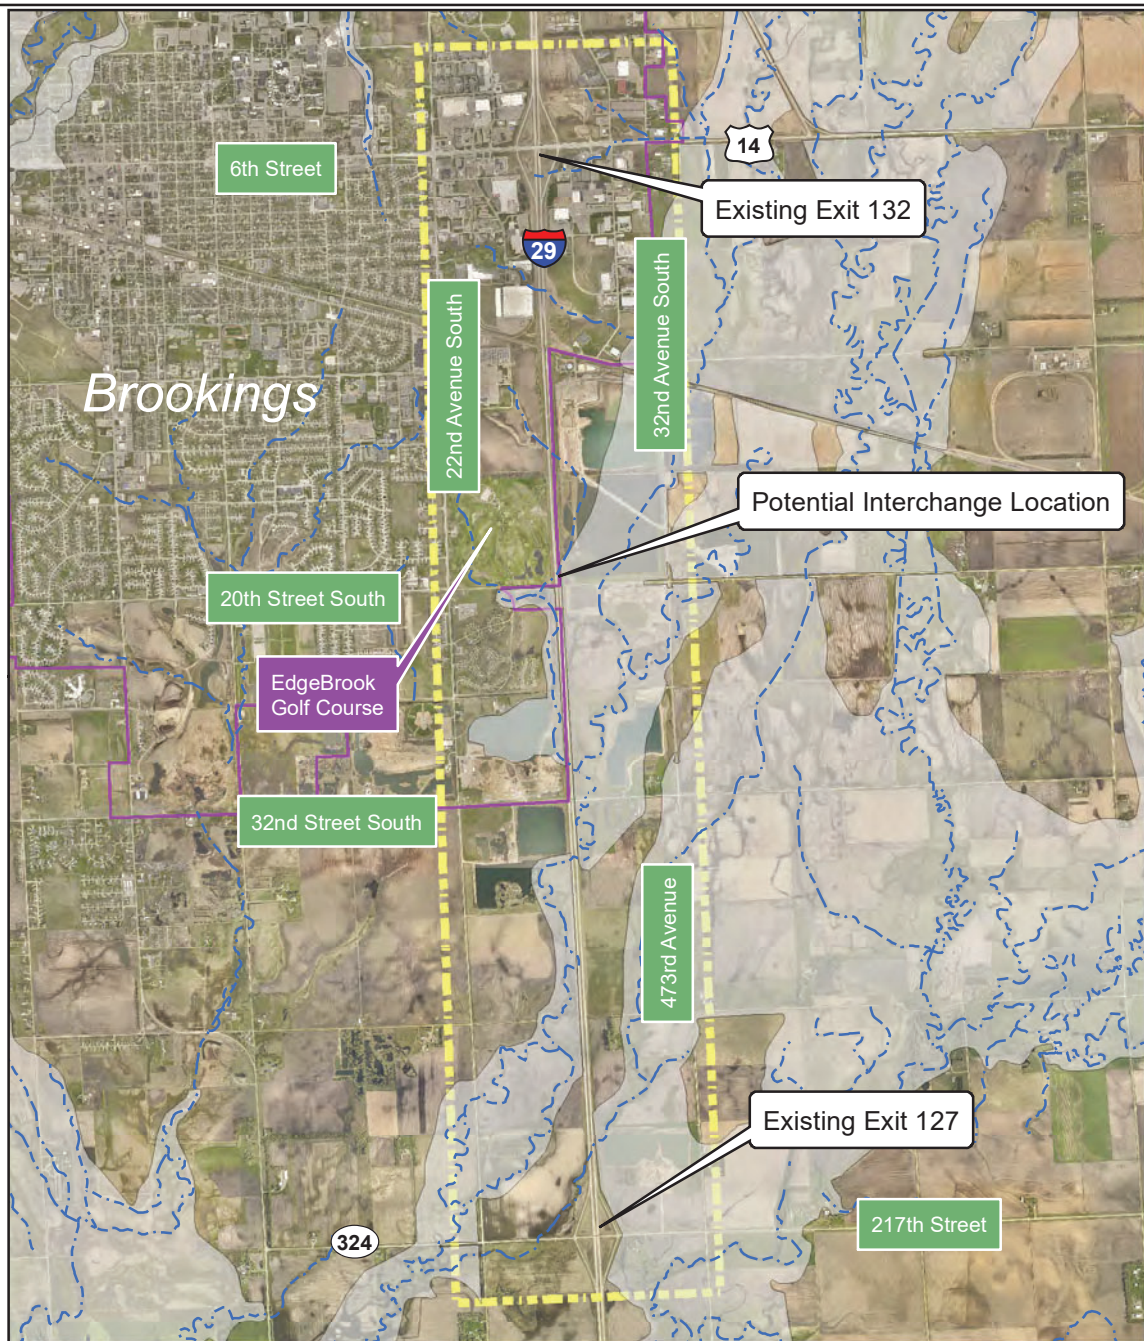 14
6th Street
Existing Exit 132
29
32nd Avenue South
22nd Avenue South
Brookings
Potential Interchange Location
20th Street South
EdgeBrook
Golf Course
32nd Street South
473rd Avenue
Existing Exit 127
217th Street
324